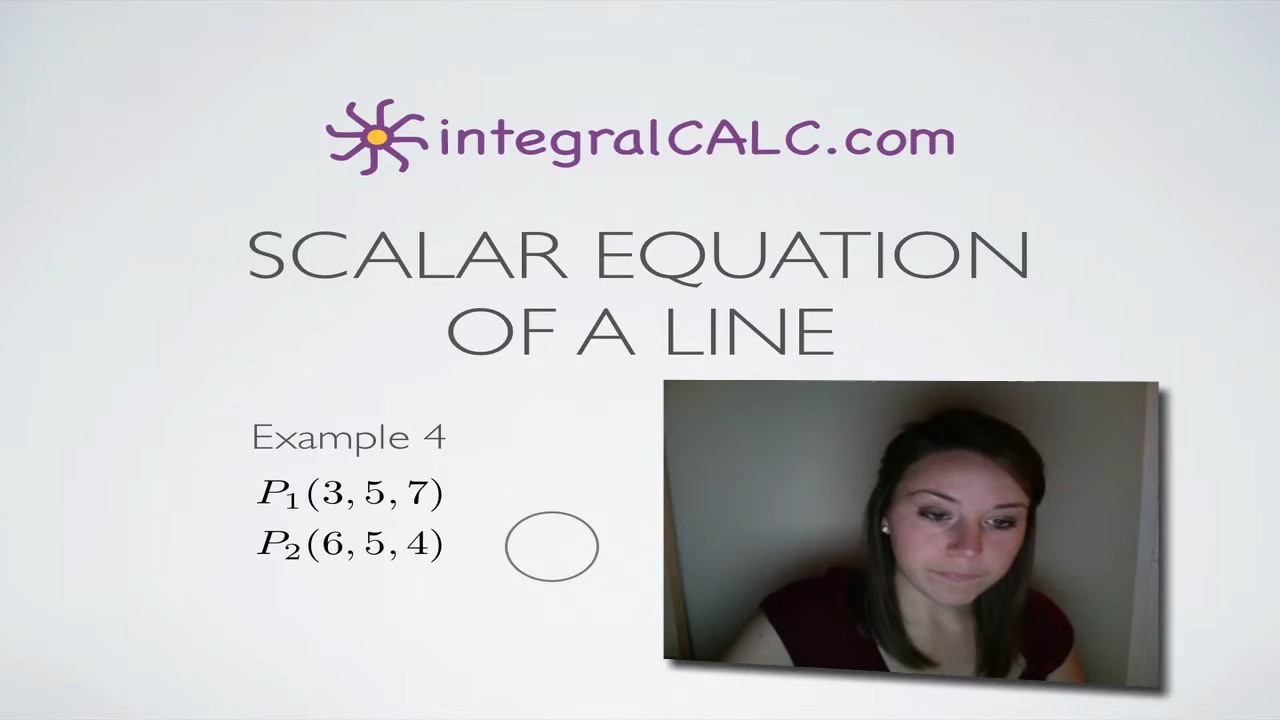 integralCALC.com
SCALAR EQUATION
OF A LINE
Example 4
P₁(3, 5, 7)
P₂(6, 5, 4)